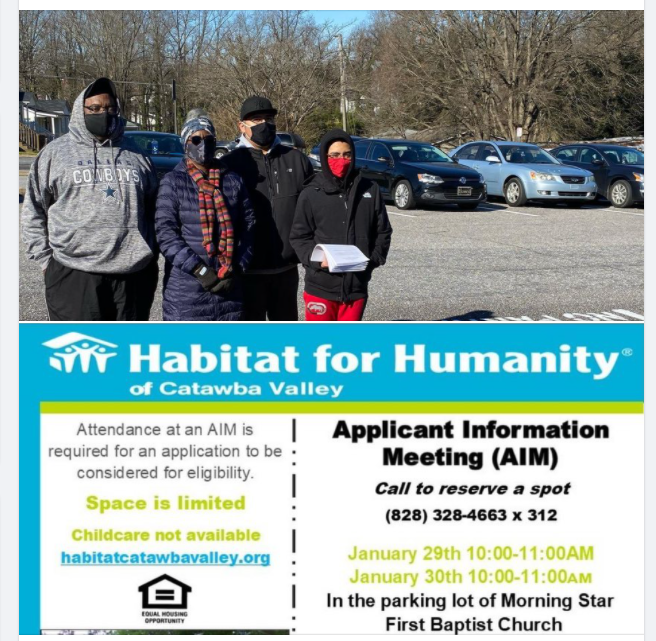 DALLAS
COWBOYS
Habitat for Humanity®
of Catawba Valley
Attendance at an AIM is
required for an application to be
considered for eligibility.
Space is limited
Childcare not available
habitatcatawbavalley.org
EQUAL HOUSING
OPPORTUNITY
Applicant Information
Meeting (AIM)
Call to reserve a spot
(828) 328-4663 x 312
January 29th 10:00-11:00AM
January 30th 10:00-11:00AM
In the parking lot of Morning Star
First Baptist Church